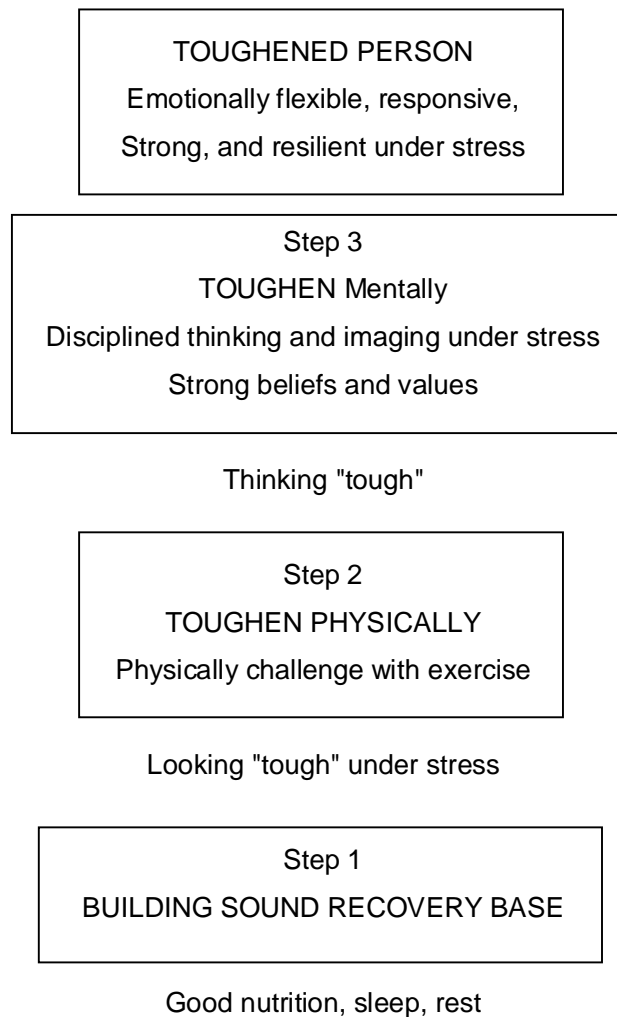 TOUGHENED PERSON
Emotionally flexible, responsive,
Strong, and resilient under stress
Step 3
TOUGHEN Mentally
Disciplined thinking and imaging under stress
Strong beliefs and values
Thinking "tough"
Step 2
TOUGHEN PHYSICALLY
Physically challenge with exercise
Looking "tough" under stress
Step 1
BUILDING SOUND RECOVERY BASE
Good nutrition, sleep, rest